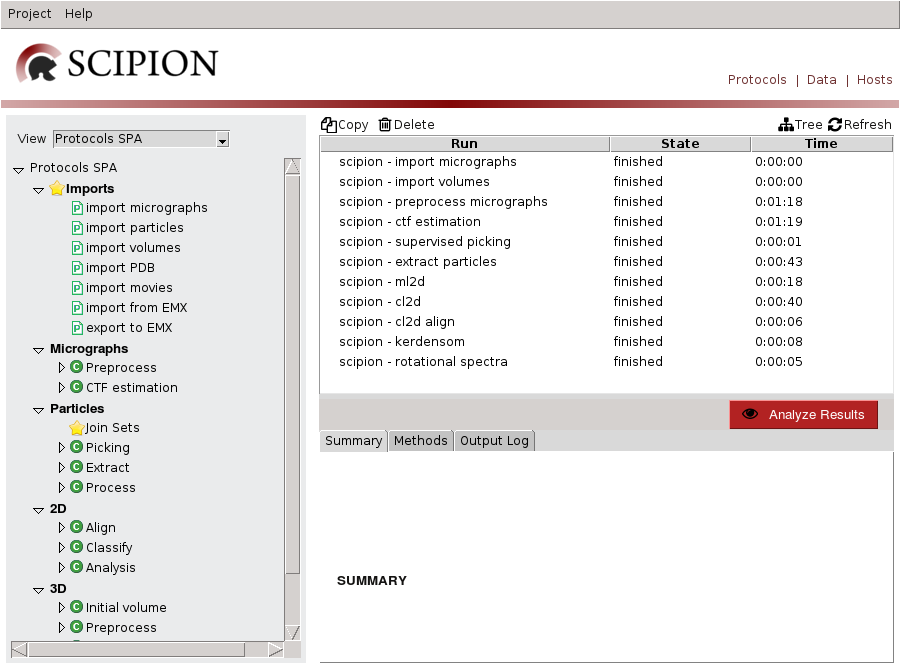 Project Help
SCIPION
Protocols | Data | Hosts
View Protocols SPA
Protocols SPA
Imports
import micrographs
import particles
import volumes
import PDB
import movies
import from EMX
export to EMX
Micrographs
Preprocess
CTF estimation
Particles
Join Sets
Picking
Extract
Process
2D
Align
Classify
Analysis
3D
Initial volume
Preprocess
Copy Delete Tree Refresh
Run State Time
scipion - import micrographs finished 0:00:00
scipion - import volumes finished 0:00:00
scipion - preprocess micrographs finished 0:01:18
scipion - ctf estimation finished 0:01:19
scipion - supervised picking finished 0:00:01
scipion - extract particles finished 0:00:43
scipion - ml2d finished 0:00:18
scipion - cl2d finished 0:00:40
scipion - cl2d align finished 0:00:06
scipion - kerdensom finished 0:00:08
scipion - rotational spectra finished 0:00:05
Analyze Results
Summary Methods Output Log
SUMMARY